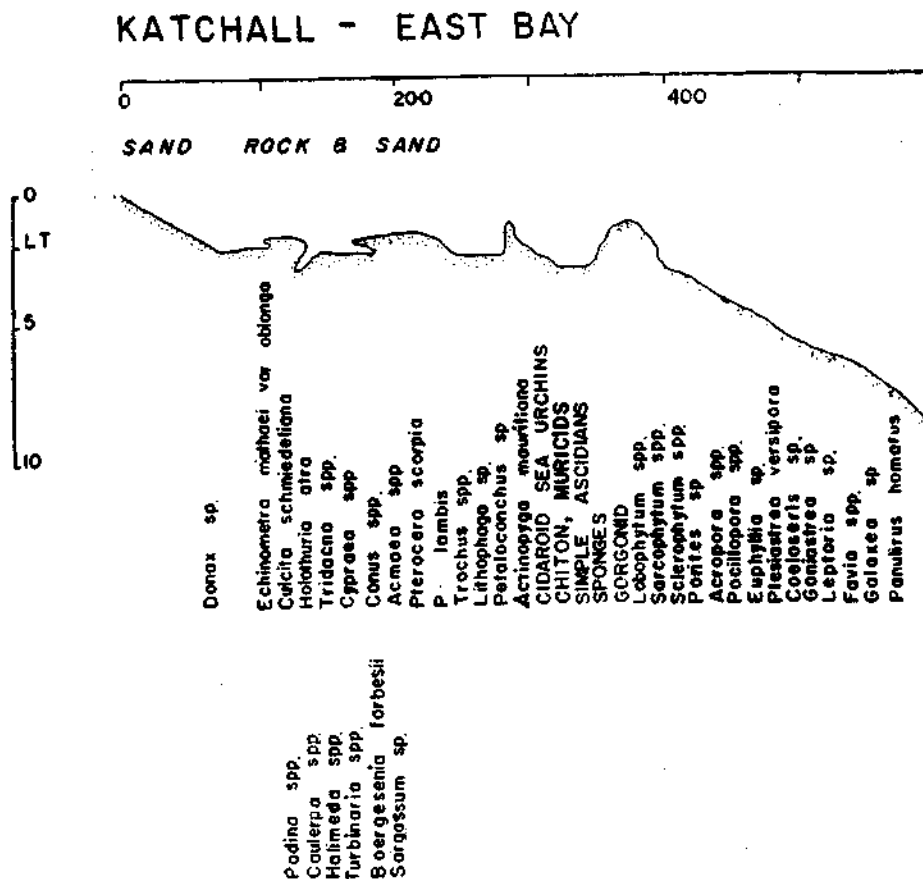 KATCHALL - EAST BAY
0 200 400
SAND ROCK & SAND
0
LT
5
10
Donax sp.
Echinometra mathaei var oblonga
Culcita schmedeliana
Holothuria atra
Tridacna spp.
Cypraea spp
Conus spp.
Acmaea spp
Pterocera scorpia
P. lambis
Trochus spp.
Lithophaga sp.
Petaloconchus sp
Actinopyga mauritiana
CIDAROID SEA URCHINS
CHITON, MURICIDS
SIMPLE ASCIDIANS
SPONGES
GORGONID
Lobophytum spp.
Sarcophytum spp.
Sclerophytum spp.
Porites sp
Acropora spp.
Pocillopora spp.
Euphyllia sp.
Plesiastrea versipora
Coeloseris sp.
Goniastrea sp
Leptoria sp.
Favia spp.
Galaxea sp
Panulirus homarus
Padina spp.
Caulerpa spp.
Halimeda spp.
Turbinaria spp.
Boergesenia forbesii
Sargassum sp.